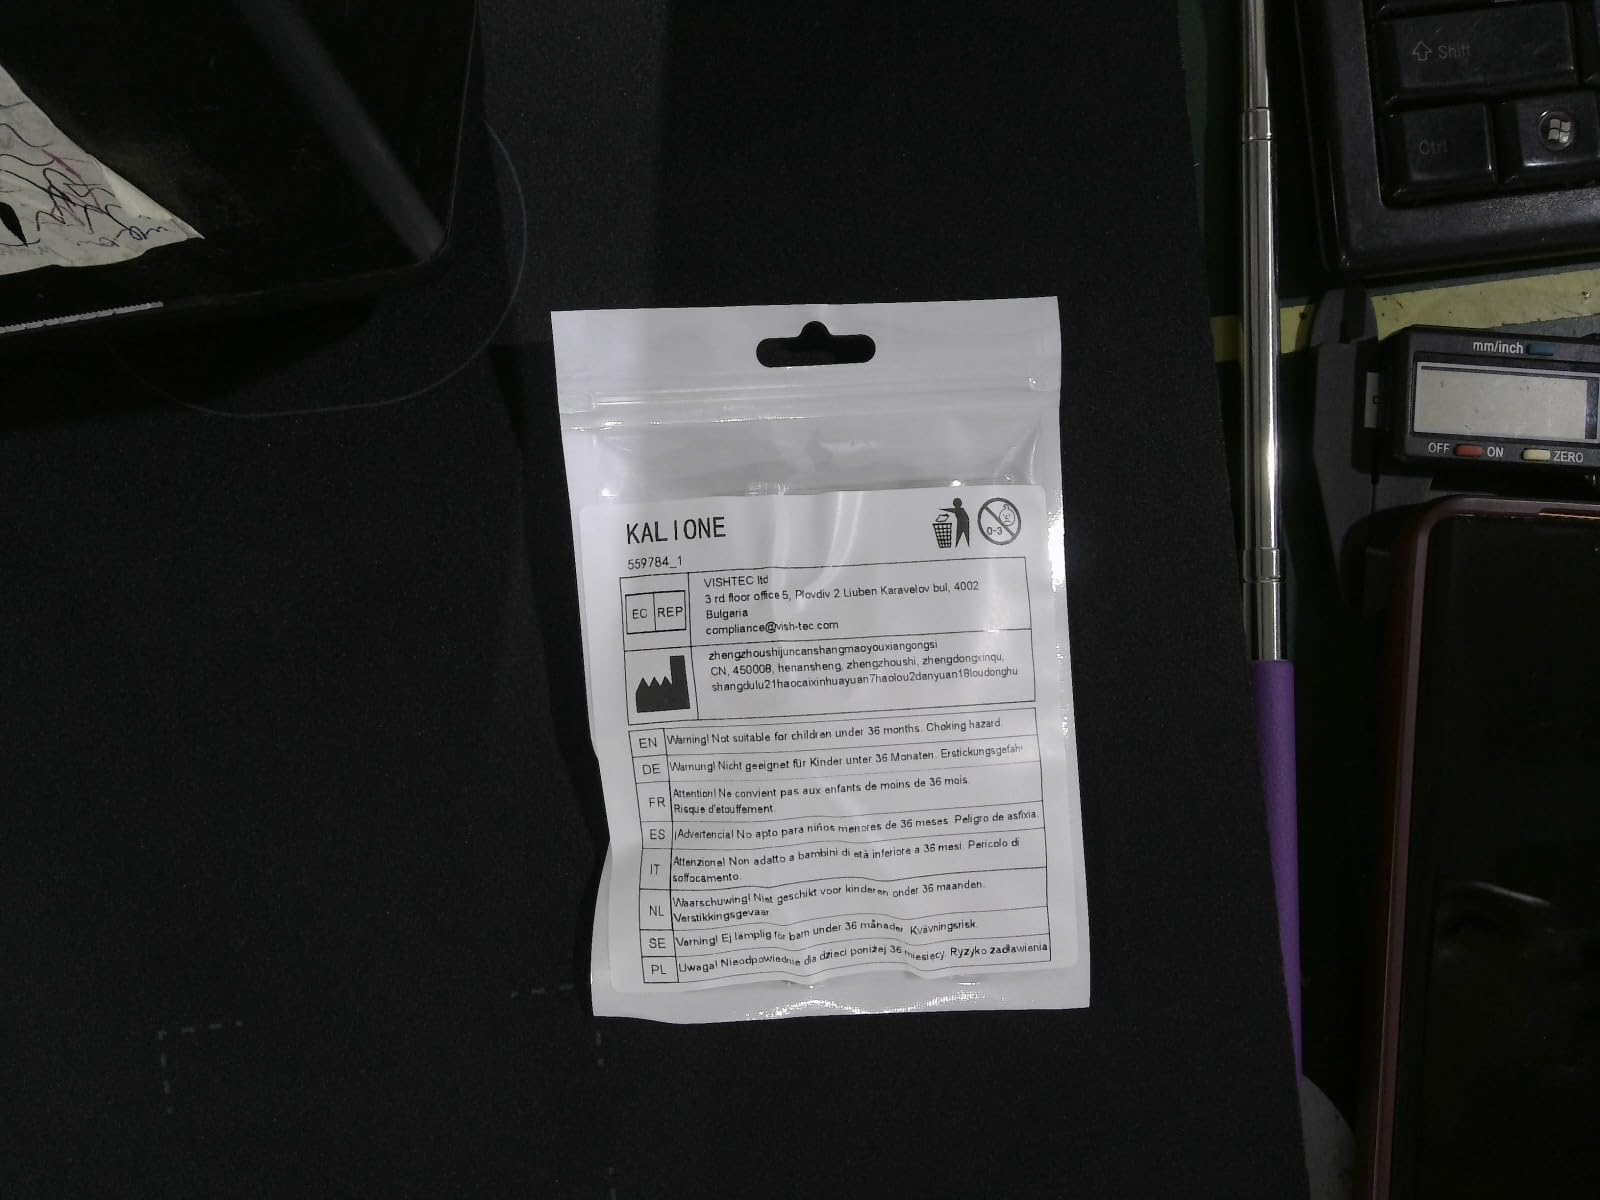 Shift
Ctrl
mm/inch
OFF ON ZERO
KALIONE
559784_1
0-3
EC REP
VISHTEC ltd
3 rd floor office 5, Plovdiv 2 Liuben Karavelov bul, 4002
Bulgaria
compliance@vish-tec.com
zhengzhoushijuncanshangmaoyouxiangongsi
CN, 450008, henansheng, zhengzhoushi, zhengdongxinqu,
shangdulu21haocaixinhuayuan7haolou2danyuan18loudonghu
EN Warning! Not suitable for children under 36 months. Choking hazard.
DE Warnung! Nicht geeignet für Kinder unter 36 Monaten. Erstickungsgefahr
FR Attention! Ne convient pas aux enfants de moins de 36 mois.
Risque d'étouffement.
ES ¡Advertencia! No apto para niños menores de 36 meses. Peligro de asfixia.
IT Attenzione! Non adatto a bambini di età inferiore a 36 mesi. Pericolo di
soffocamento.
NL Waarschuwing! Niet geschikt voor kinderen onder 36 maanden.
Verstikkingsgevaar
SE Varning! Ej lämplig för barn under 36 månader. Kvävningsrisk.
PL Uwaga! Nieodpowiednie dla dzieci poniżej 36 miesięcy. Ryzyko zadławienia